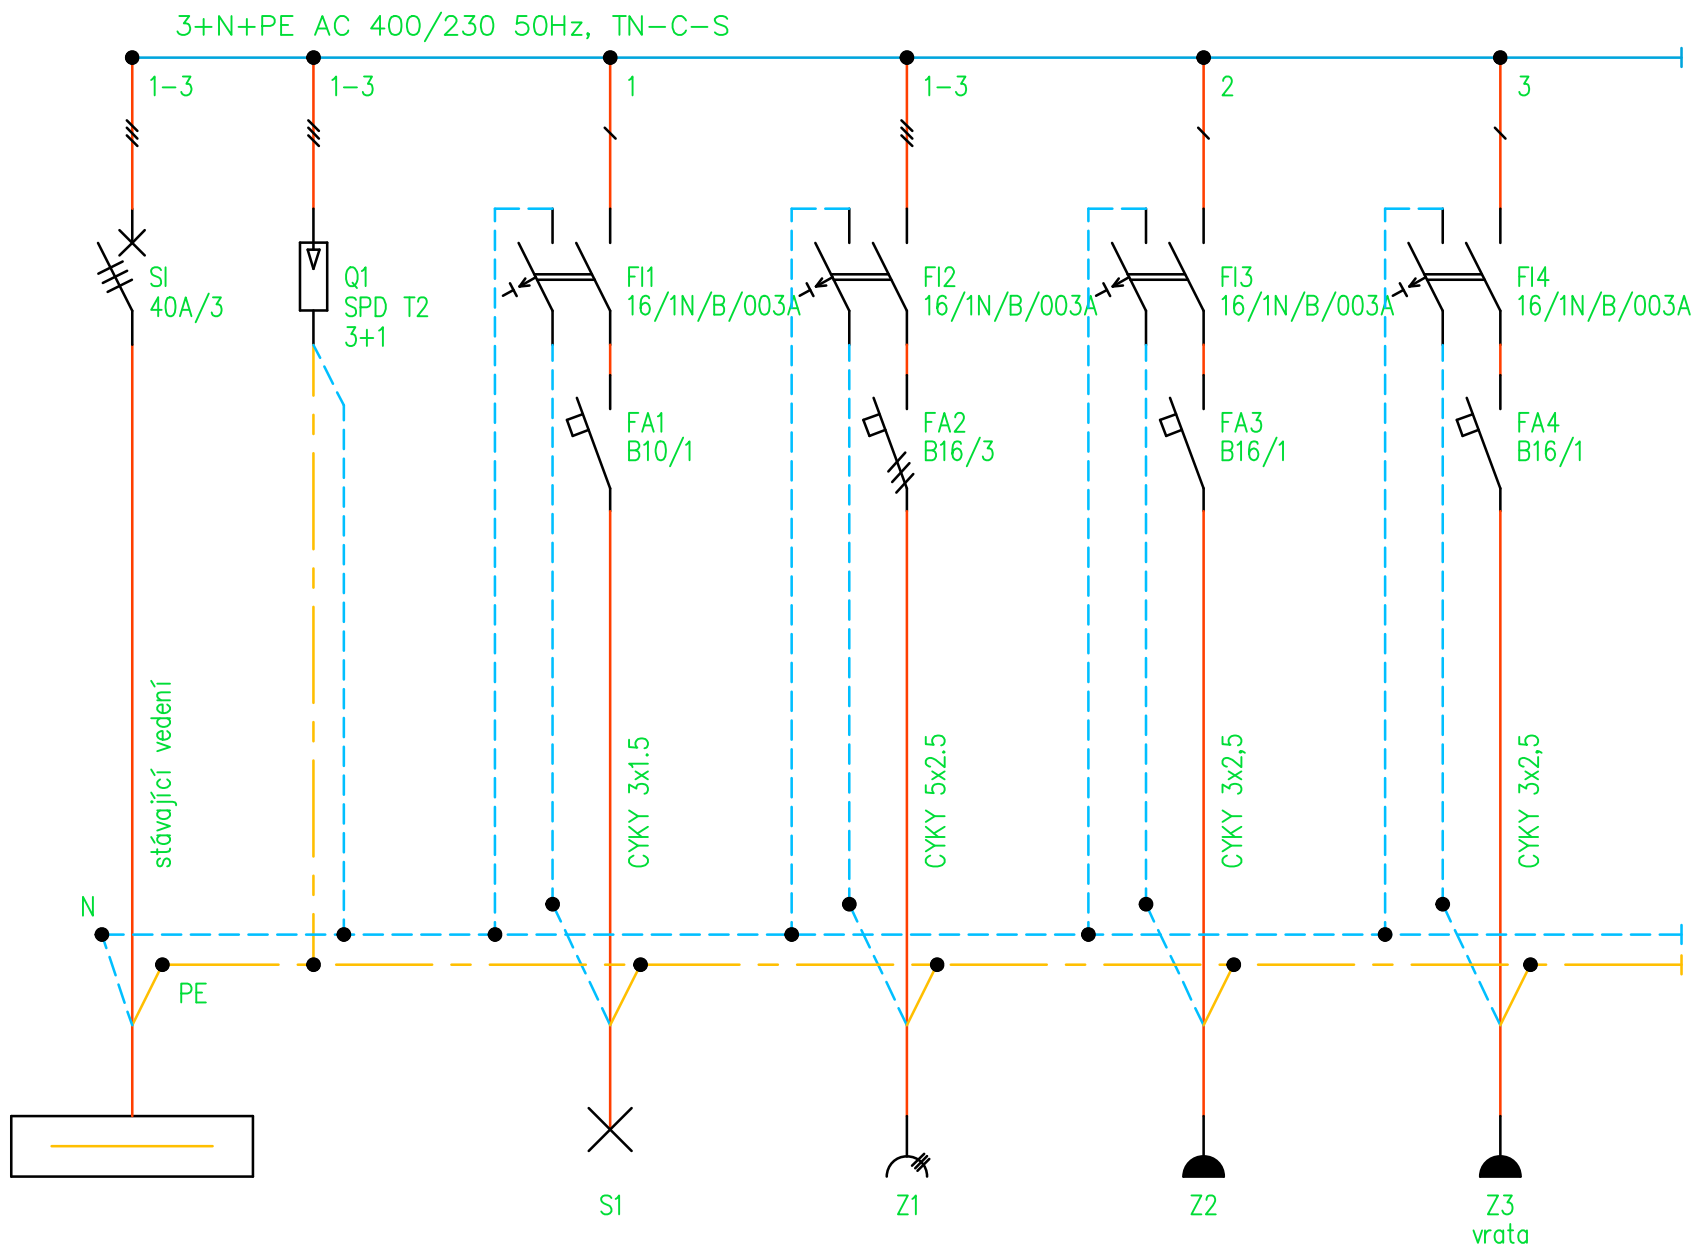 3+N+PE AC 400/230 50Hz, TN-C-S
1-3
1-3
1
1-3
2
3
SI
40A/3
Q1
SPD T2
3+1
FI1
16/1N/B/003A
FI2
16/1N/B/003A
FI3
16/1N/B/003A
FI4
16/1N/B/003A
FA1
B10/1
FA2
B16/3
FA3
B16/1
FA4
B16/1
stávající vedení
CYKY 3x1.5
CYKY 5x2.5
CYKY 3x2,5
CYKY 3x2,5
N
PE
S1
Z1
Z2
Z3
vrata